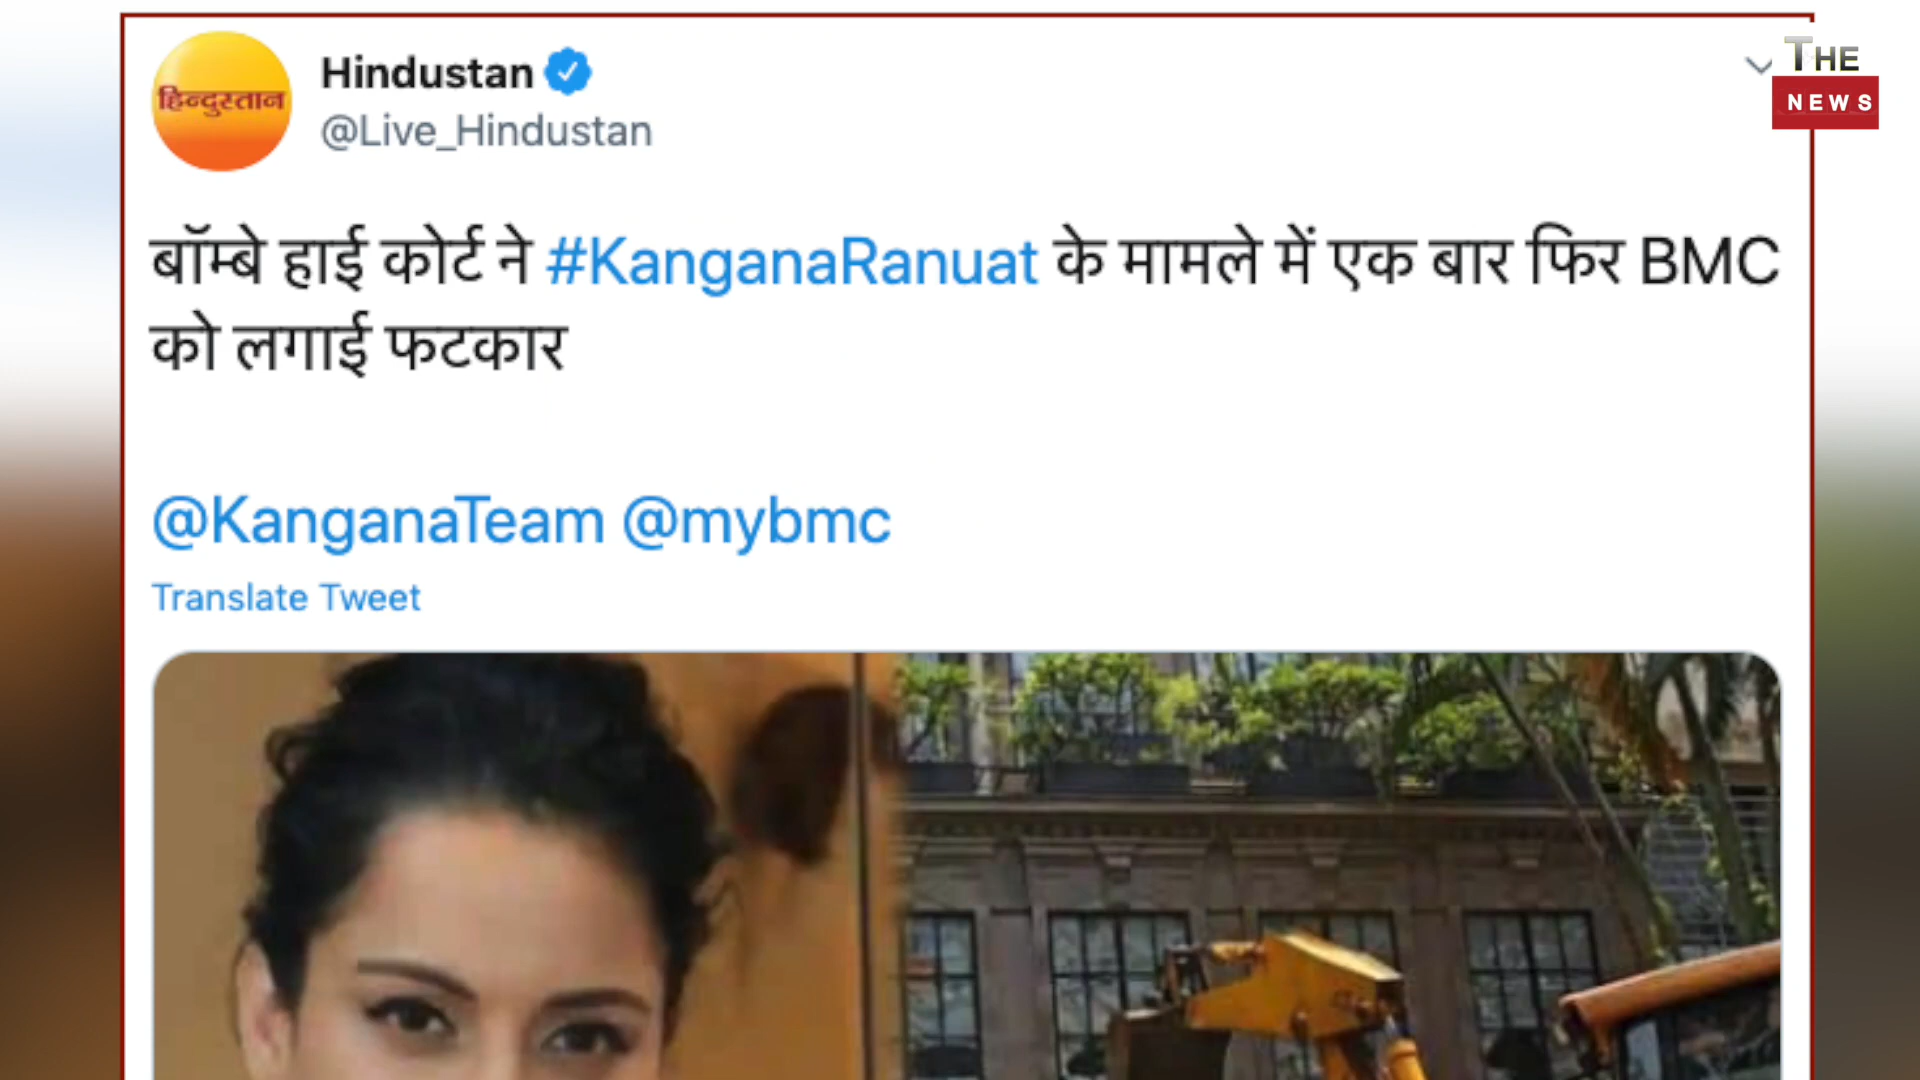 हिन्दुस्तान
Hindustan
@Live_Hindustan
THE
NEWS
बॉम्बे हाई कोर्ट ने #KanganaRanuat के मामले में एक बार फिर BMC
को लगाई फटकार
@KanganaTeam @mybmc
Translate Tweet